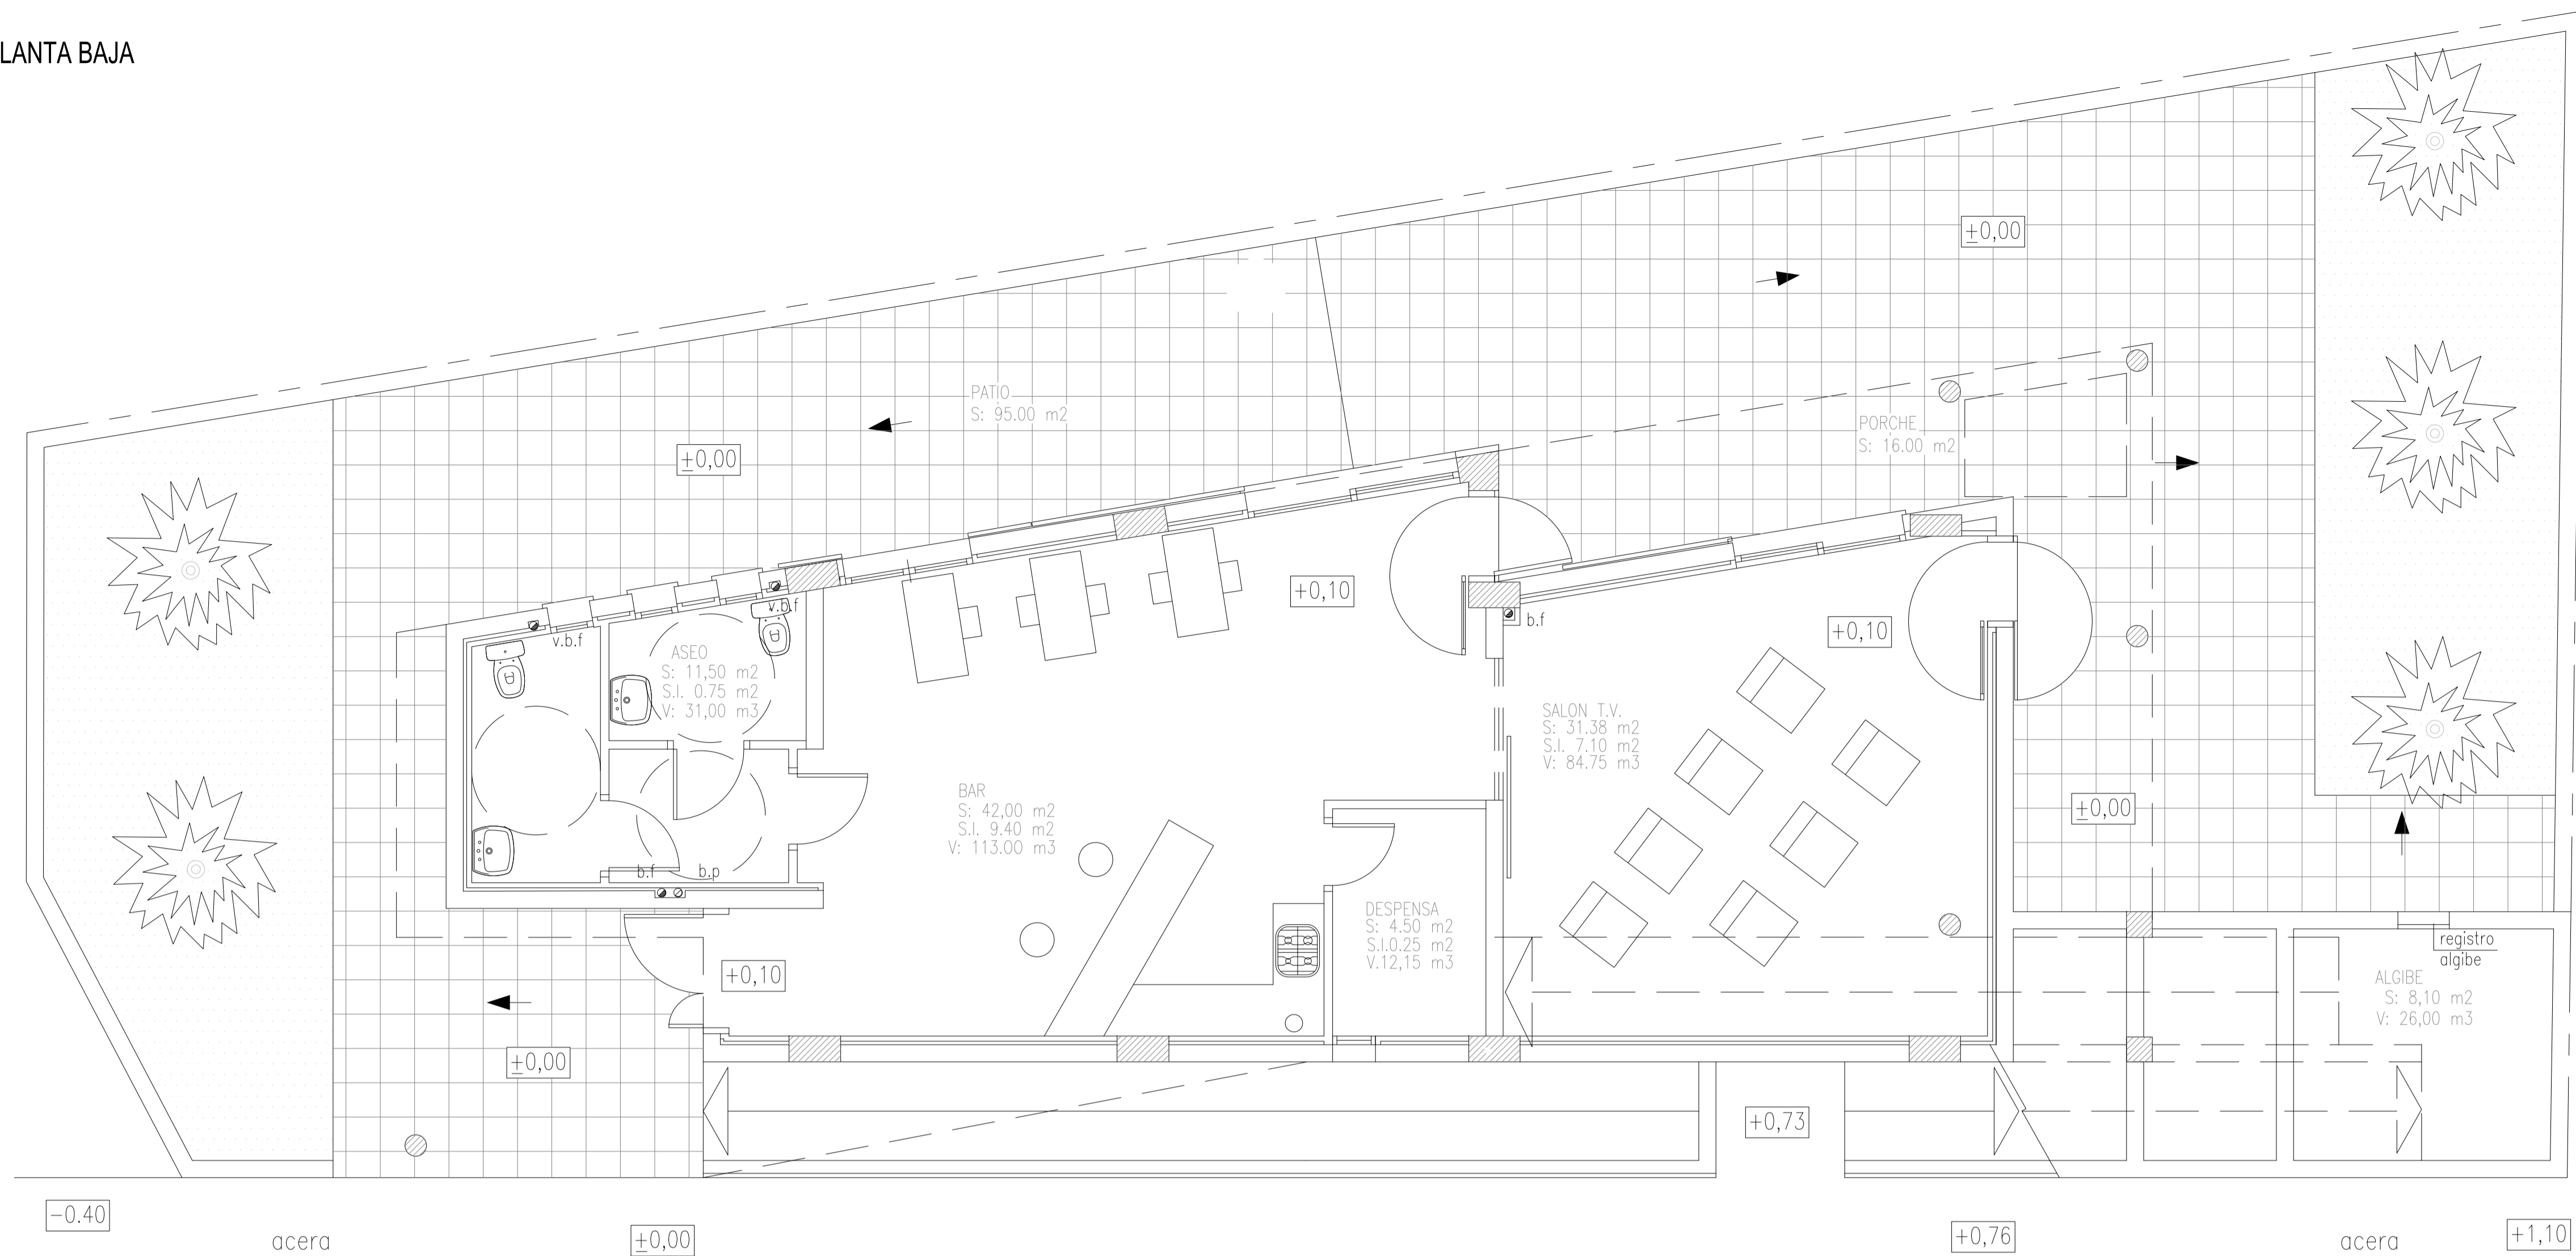 LANTA BAJA
±0,00
PATIO
S: 95.00 m2
±0,00
PORCHE
S: 16.00 m2
+0,10
v.b.f
b.f
+0,10
v.b.f
ASEO
S: 11,50 m2
S.I. 0.75 m2
V: 31,00 m3
SALON T.V.
S: 31.38 m2
S.I. 7.10 m2
V: 84.75 m3
BAR
S: 42,00 m2
S.I. 9.40 m2
V: 113.00 m3
±0,00
b.f
b.p
DESPENSA
S: 4.50 m2
S.I.0.25 m2
V.12,15 m3
registro
algibe
+0,10
ALGIBE
S: 8,10 m2
V: 26,00 m3
±0,00
+0,73
-0.40
acera
±0,00
+0,76
acera
+1,10